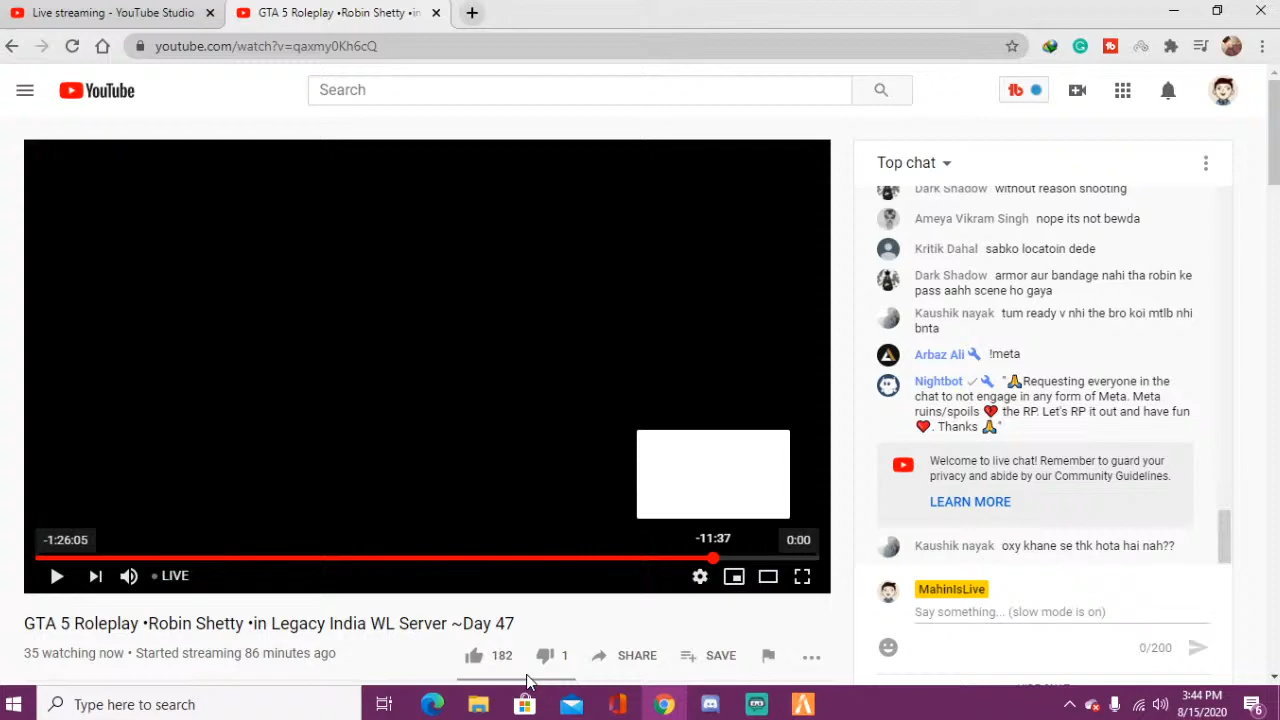 Live streaming - YouTube Studio
GTA 5 Roleplay •Robin Shetty •in
youtube.com/watch?v=qaxmy0Kh6cQ
YouTube
Search
tb
Top chat
Dark Shadow without reason shooting
Ameya Vikram Singh nope its not bewda
Kritik Dahal sabko locatoin dede
Dark Shadow armor aur bandage nahi tha robin ke
pass aahh scene ho gaya
Kaushik nayak tum ready v nhi the bro koi mtlb nhi
bnta
Arbaz Ali !meta
Nightbot "🙏Requesting everyone in the
chat to not engage in any form of Meta. Meta
ruins/spoils 💔 the RP. Let's RP it out and have fun
❤️. Thanks 🙏"
Welcome to live chat! Remember to guard your
privacy and abide by our Community Guidelines.
LEARN MORE
Kaushik nayak oxy khane se thk hota hai nah??
MahinIsLive
Say something... (slow mode is on)
0/200
-1:26:05
-11:37
0:00
LIVE
GTA 5 Roleplay •Robin Shetty •in Legacy India WL Server ~Day 47
35 watching now • Started streaming 86 minutes ago
182
1
SHARE
SAVE
Type here to search
3:44 PM
8/15/2020
6